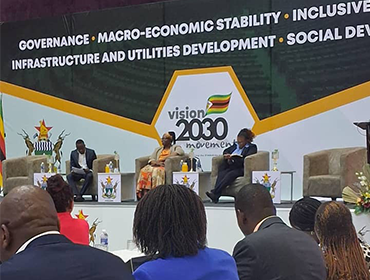 GOVERNANCE • MACRO-ECONOMIC STABILITY • INCLUSIVE
INFRASTRUCTURE AND UTILITIES DEVELOPMENT • SOCIAL DEV
vision
2030
movement